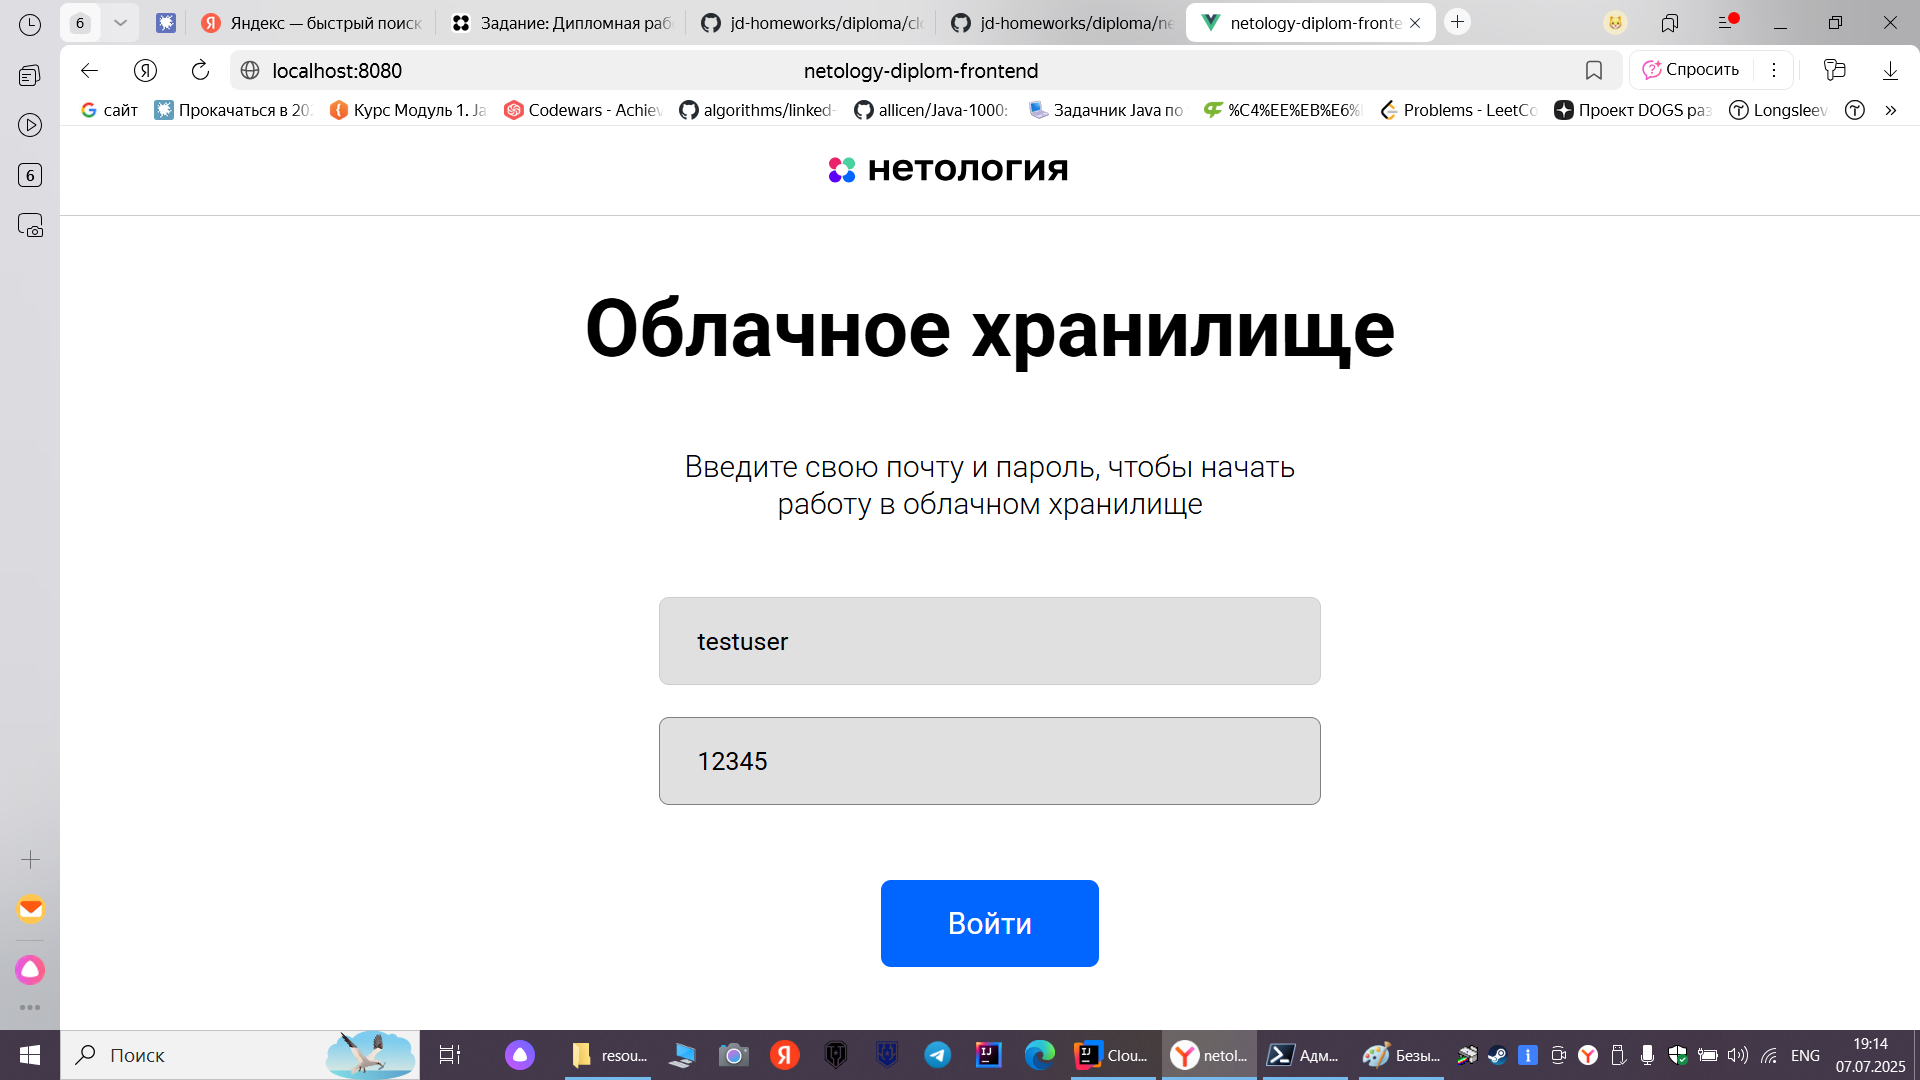 6
Яндекс — быстрый поиск
Задание: Дипломная раб
jd-homeworks/diploma/clo
jd-homeworks/diploma/ne
netology-diplom-fronte
localhost:8080
netology-diplom-frontend
Спросить
сайт
Прокачаться в 20
Курс Модуль 1. Ja
Codewars - Achiev
algorithms/linked-
allicen/Java-1000:
Задачник Java по
%C4%EE%EB%E6%
Problems - LeetCo
Проект DOGS раз
Longsleev
»
6
нетология
Облачное хранилище
Введите свою почту и пароль, чтобы начать
работу в облачном хранилище
testuser
12345
Войти
Поиск
resou...
Clou...
netol...
Адм...
Безы...
ENG
19:14
07.07.2025